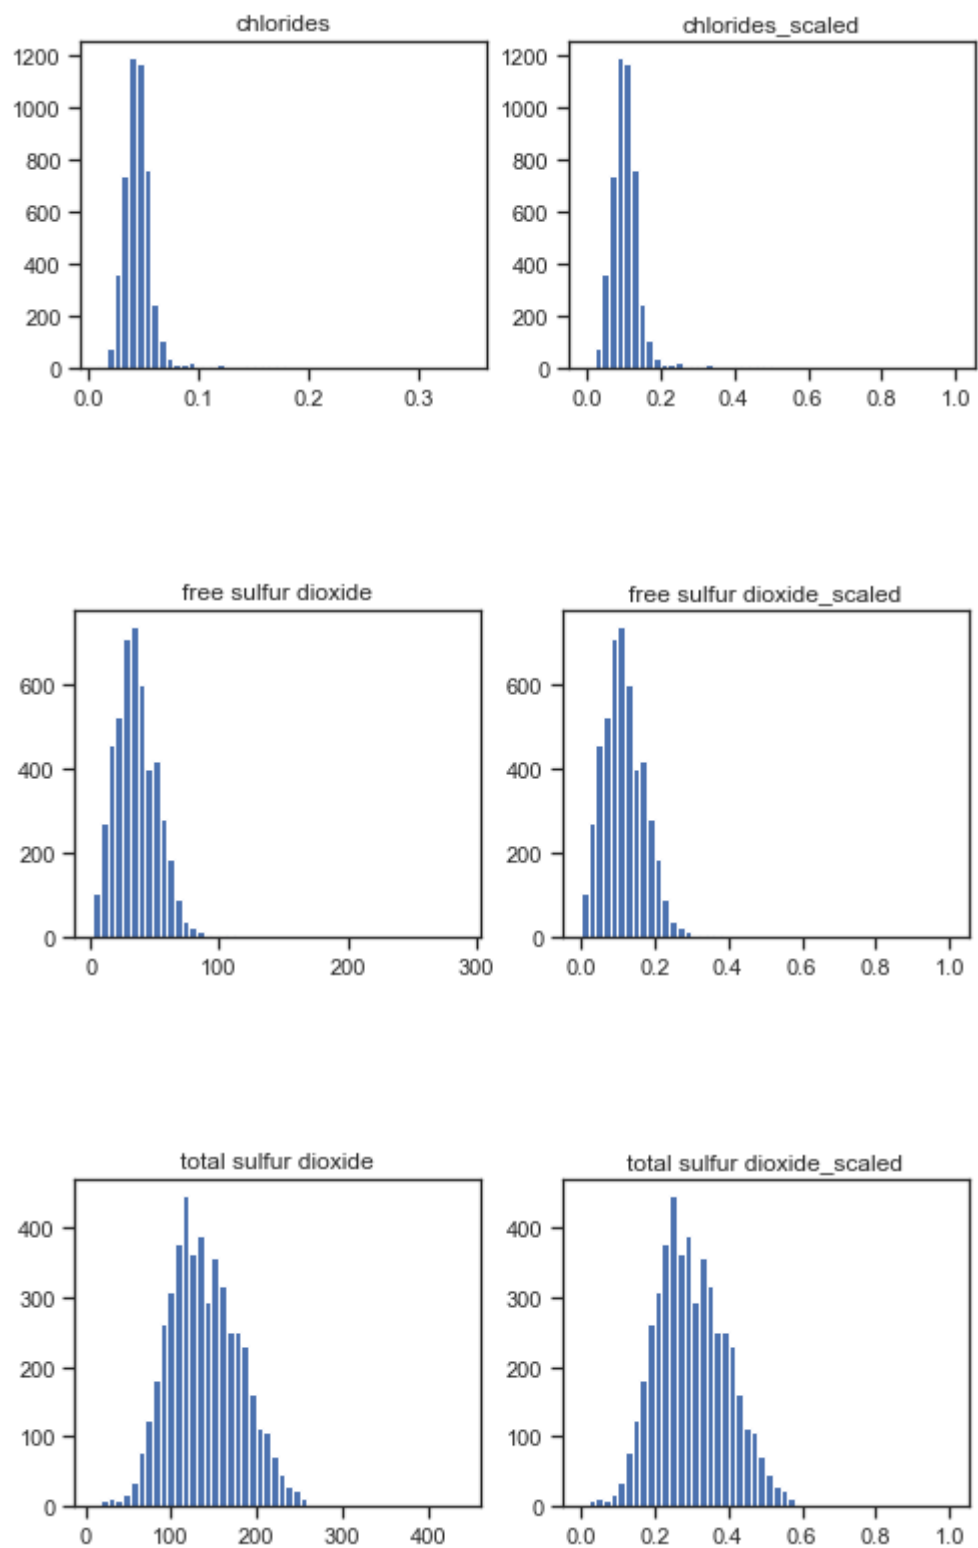 chlorides
1200
1000
800
600
400
200
0
0.0 0.1 0.2 0.3
chlorides_scaled
1200
1000
800
600
400
200
0
0.0 0.2 0.4 0.6 0.8 1.0
free sulfur dioxide
600
400
200
0
0 100 200 300
free sulfur dioxide_scaled
600
400
200
0
0.0 0.2 0.4 0.6 0.8 1.0
total sulfur dioxide
400
300
200
100
0
0 100 200 300 400
total sulfur dioxide_scaled
400
300
200
100
0
0.0 0.2 0.4 0.6 0.8 1.0